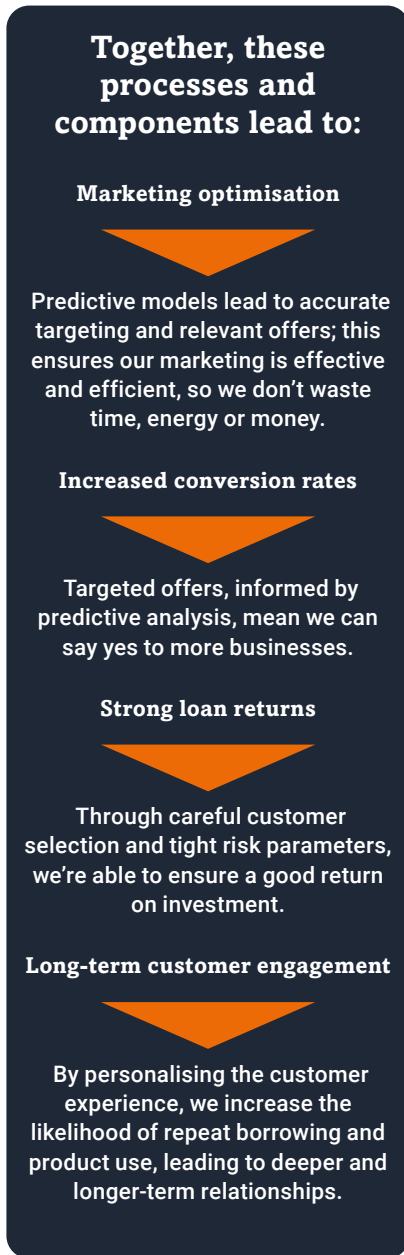 Together, these
processes and
components lead to:
Marketing optimisation
Predictive models lead to accurate
targeting and relevant offers; this
ensures our marketing is effective
and efficient, so we don’t waste
time, energy or money.
Increased conversion rates
Targeted offers, informed by
predictive analysis, mean we can
say yes to more businesses.
Strong loan returns
Through careful customer
selection and tight risk parameters,
we’re able to ensure a good return
on investment.
Long-term customer engagement
By personalising the customer
experience, we increase the
likelihood of repeat borrowing and
product use, leading to deeper and
longer-term relationships.